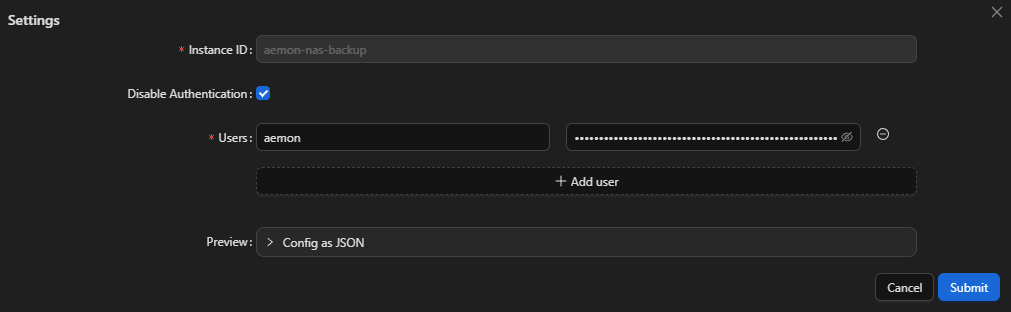 Settings
* Instance ID: aemon-nas-backup
Disable Authentication:
* Users: aemon ••••••••••••••••••••••••••••••••••••••••••••••••••••••
+ Add user
Preview: > Config as JSON
Cancel Submit